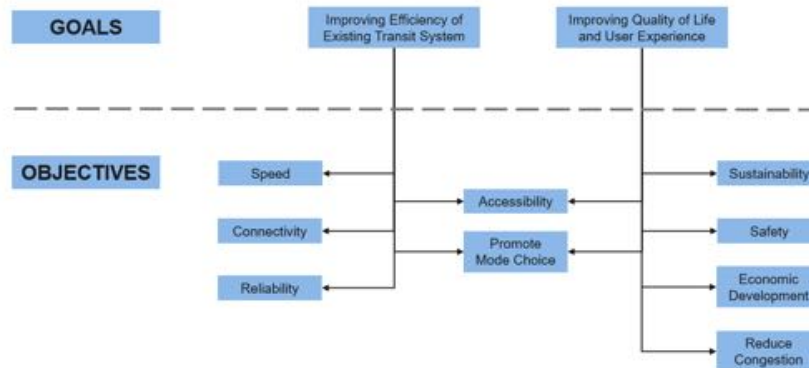 GOALS
Improving Efficiency of
Existing Transit System
Improving Quality of Life
and User Experience
OBJECTIVES
Speed
Sustainability
Accessibility
Connectivity
Safety
Promote
Mode Choice
Reliability
Economic
Development
Reduce
Congestion